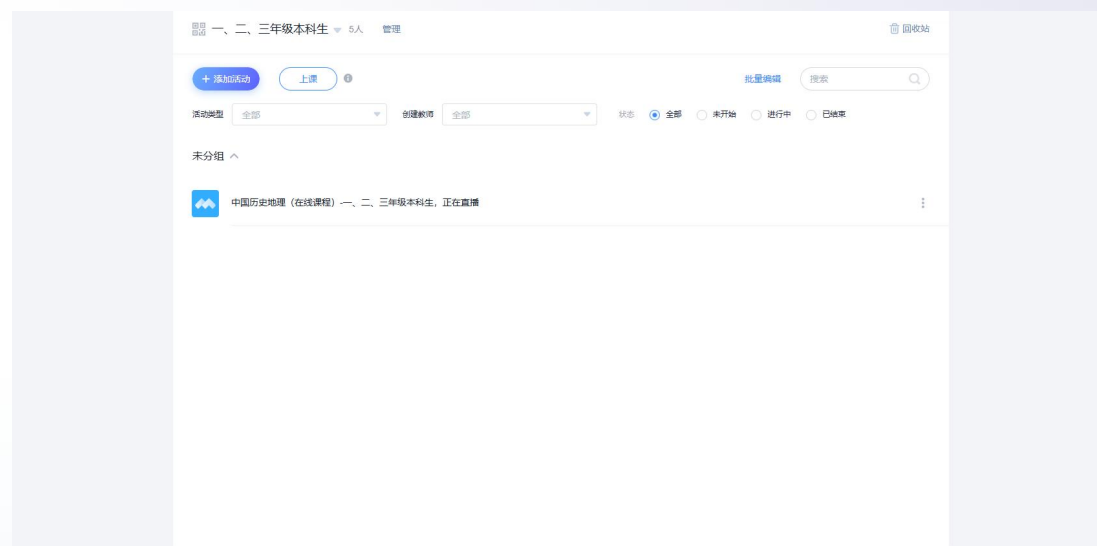 一、二、三年级本科生 5人 管理 回收站
+ 添加活动 上课 批量编辑 搜索
活动类型 全部 创建教师 全部 状态 全部 未开始 进行中 已结束
未分组
中国历史地理（在线课程）-一、二、三年级本科生，正在直播